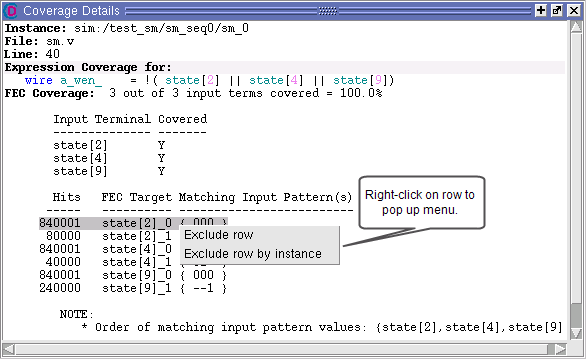 Coverage Details
Instance: sim:/test_sm/sm_seq0/sm_0
File: sm.v
Line: 40
Expression Coverage for:
wire a_wen_ = !( state[2] || state[4] || state[9])
FEC Coverage: 3 out of 3 input terms covered = 100.0%
Input Terminal Covered
-------------- -------
state[2] Y
state[4] Y
state[9] Y
Hits FEC Target Matching Input Pattern(s)
840001 state[2]_0 { 000 }
80000 state[2]_1
840001 state[4]_0
40000 state[4]_1
840001 state[9]_0 { 000 }
240000 state[9]_1 { --1 }
Exclude row
Exclude row by instance
Right-click on row to
pop up menu.
NOTE:
* Order of matching input pattern values: {state[2],state[4],state[9]